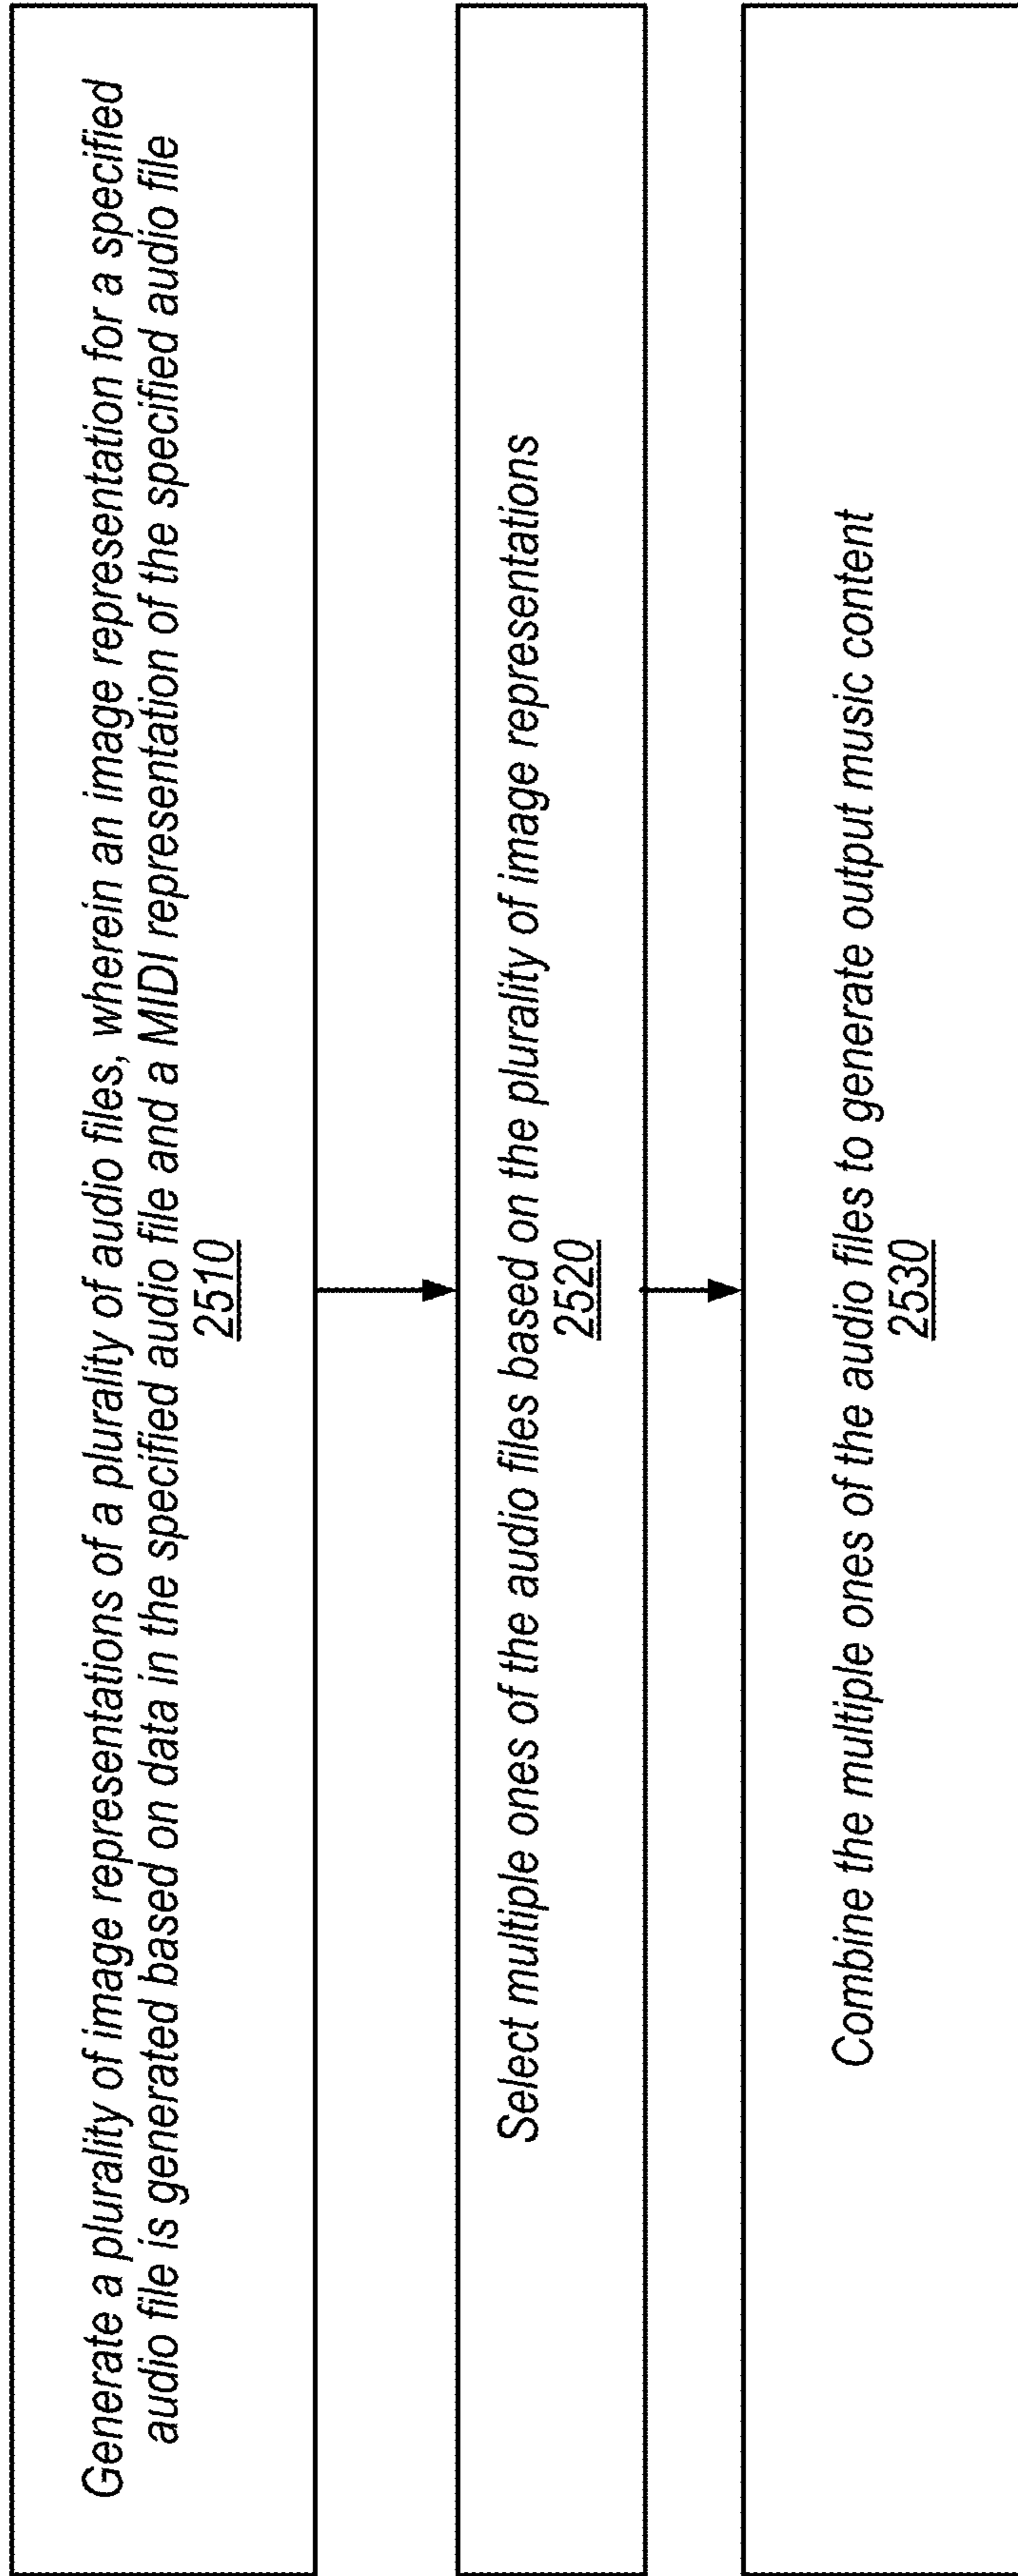 Generate a plurality of image representations of a plurality of audio files, wherein an image representation for a specified
audio file is generated based on data in the specified audio file and a MIDI representation of the specified audio file
2510
Select multiple ones of the audio files based on the plurality of image representations
2520
Combine the multiple ones of the audio files to generate output music content
2530